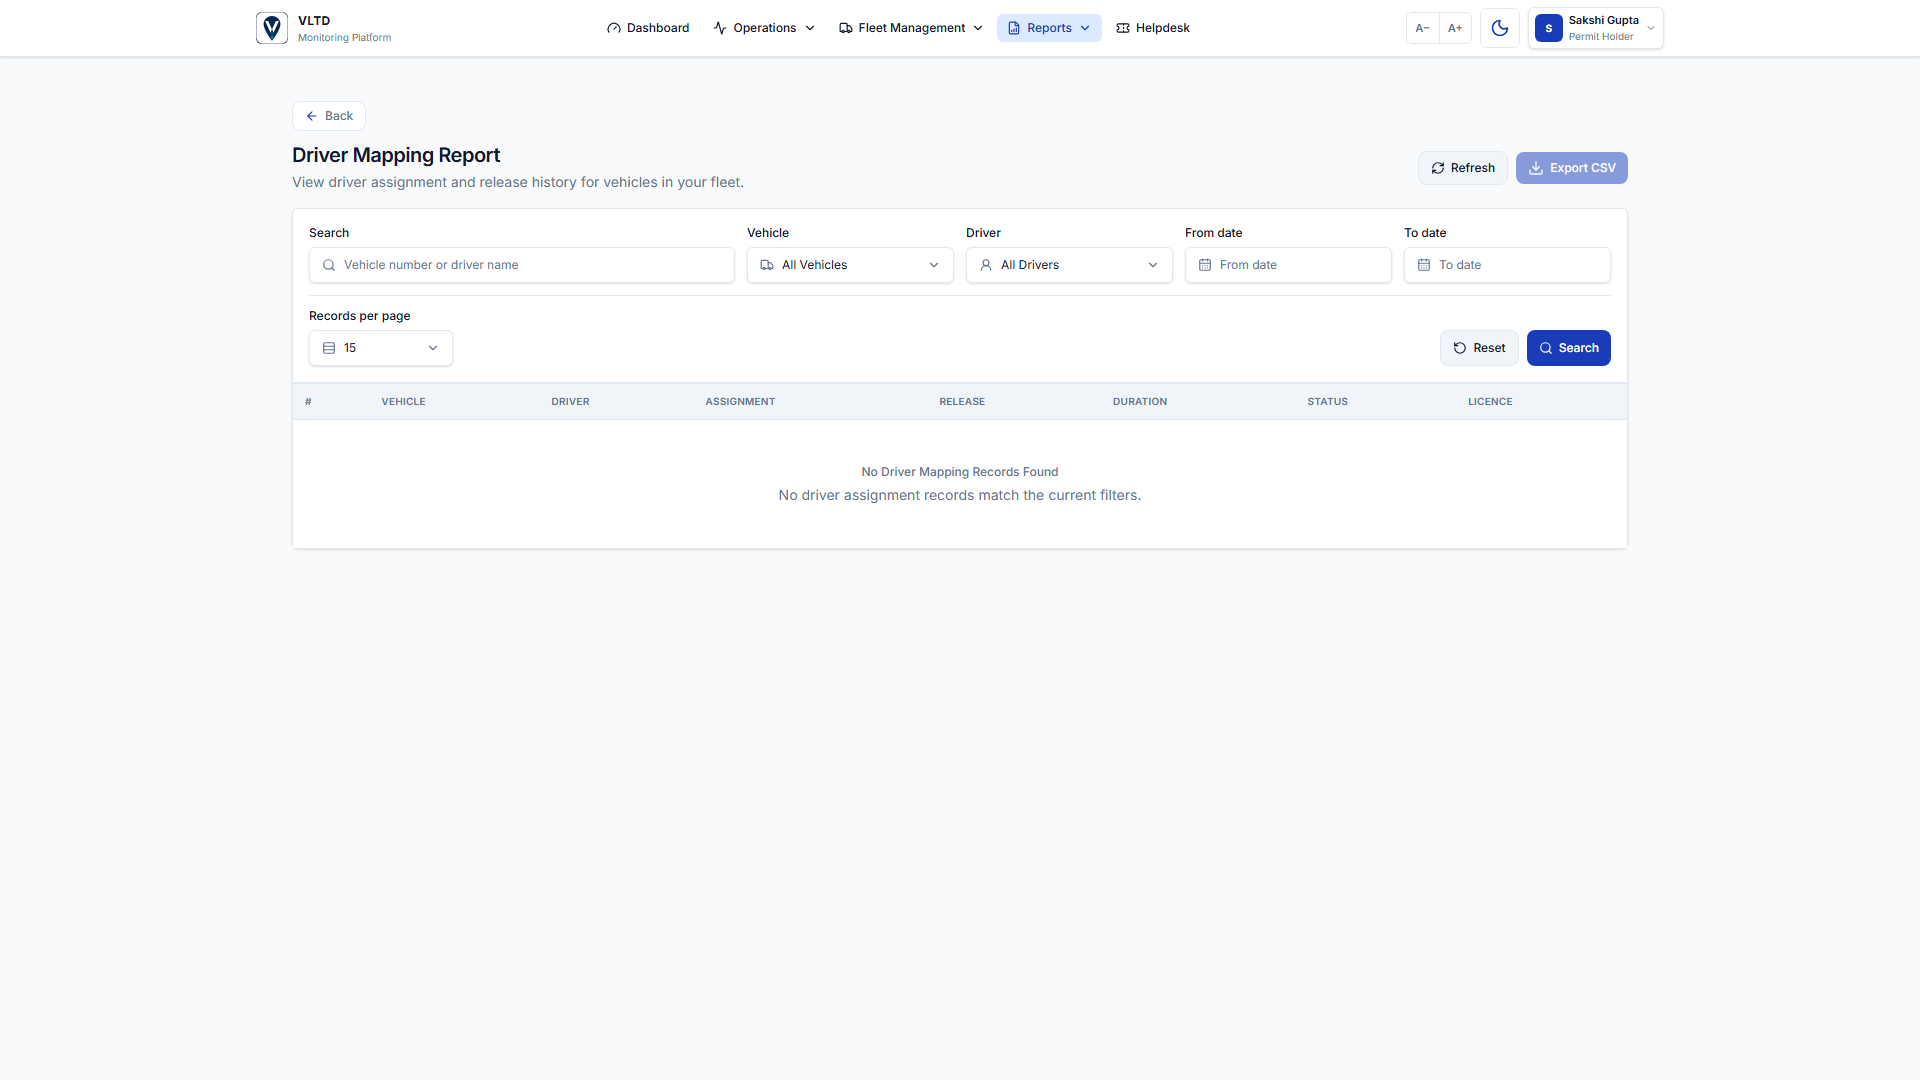 VLTD
Monitoring Platform
Dashboard
Operations
Fleet Management
Reports
Helpdesk
A−
A+
S
Sakshi Gupta
Permit Holder
Back
Driver Mapping Report
View driver assignment and release history for vehicles in your fleet.
Refresh
Export CSV
Search
Vehicle
Driver
From date
To date
Vehicle number or driver name
All Vehicles
All Drivers
From date
To date
Records per page
15
Reset
Search
# VEHICLE DRIVER ASSIGNMENT RELEASE DURATION STATUS LICENCE
No Driver Mapping Records Found
No driver assignment records match the current filters.